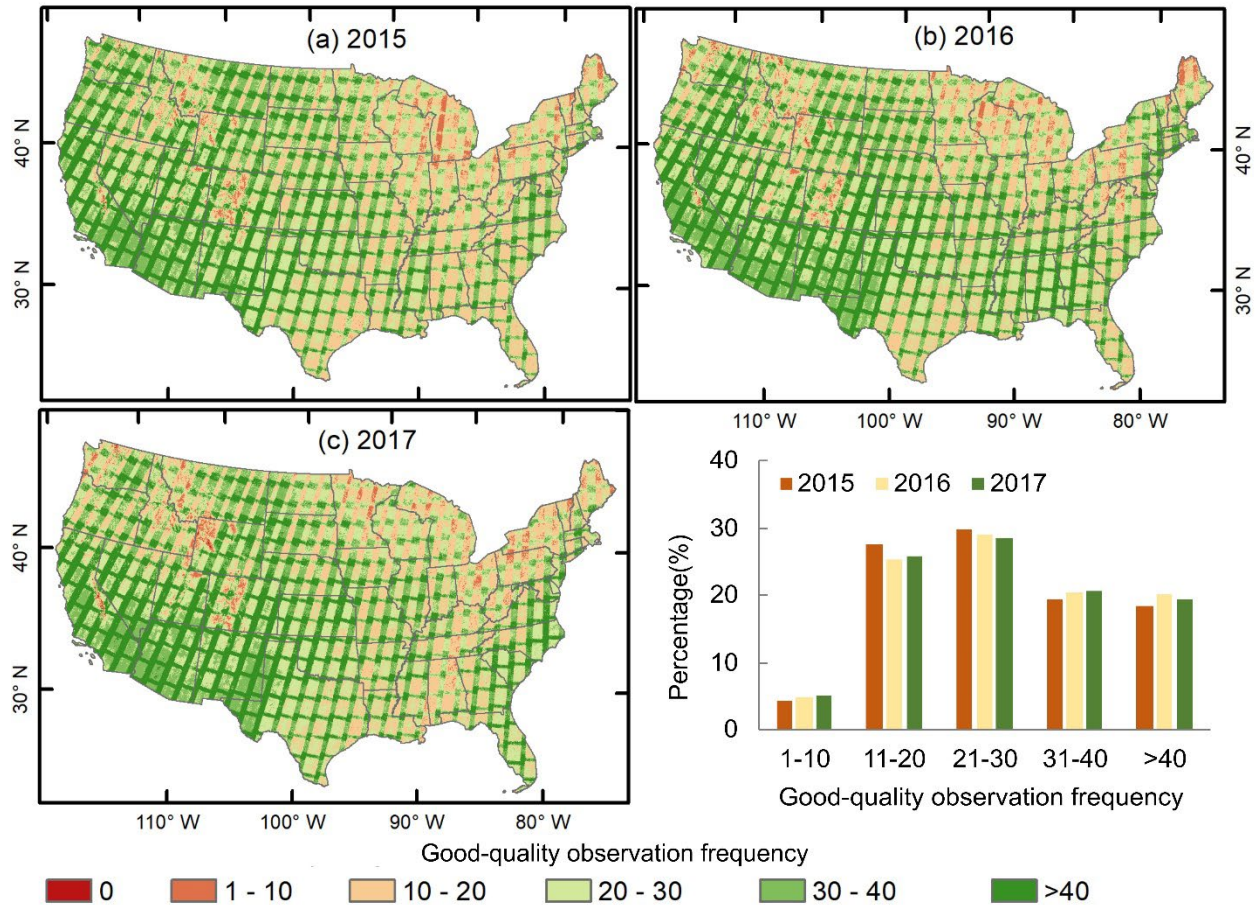 (a) 2015
(b) 2016
40° N
30° N
40° N
30° N
110° W 100° W 90° W 80° W
(c) 2017
40° N
30° N
110° W 100° W 90° W 80° W
40
30
20
10
0
Percentage(%)
2015 2016 2017
1-10 11-20 21-30 31-40 >40
Good-quality observation frequency
Good-quality observation frequency
0 1 - 10 10 - 20 20 - 30 30 - 40 >40